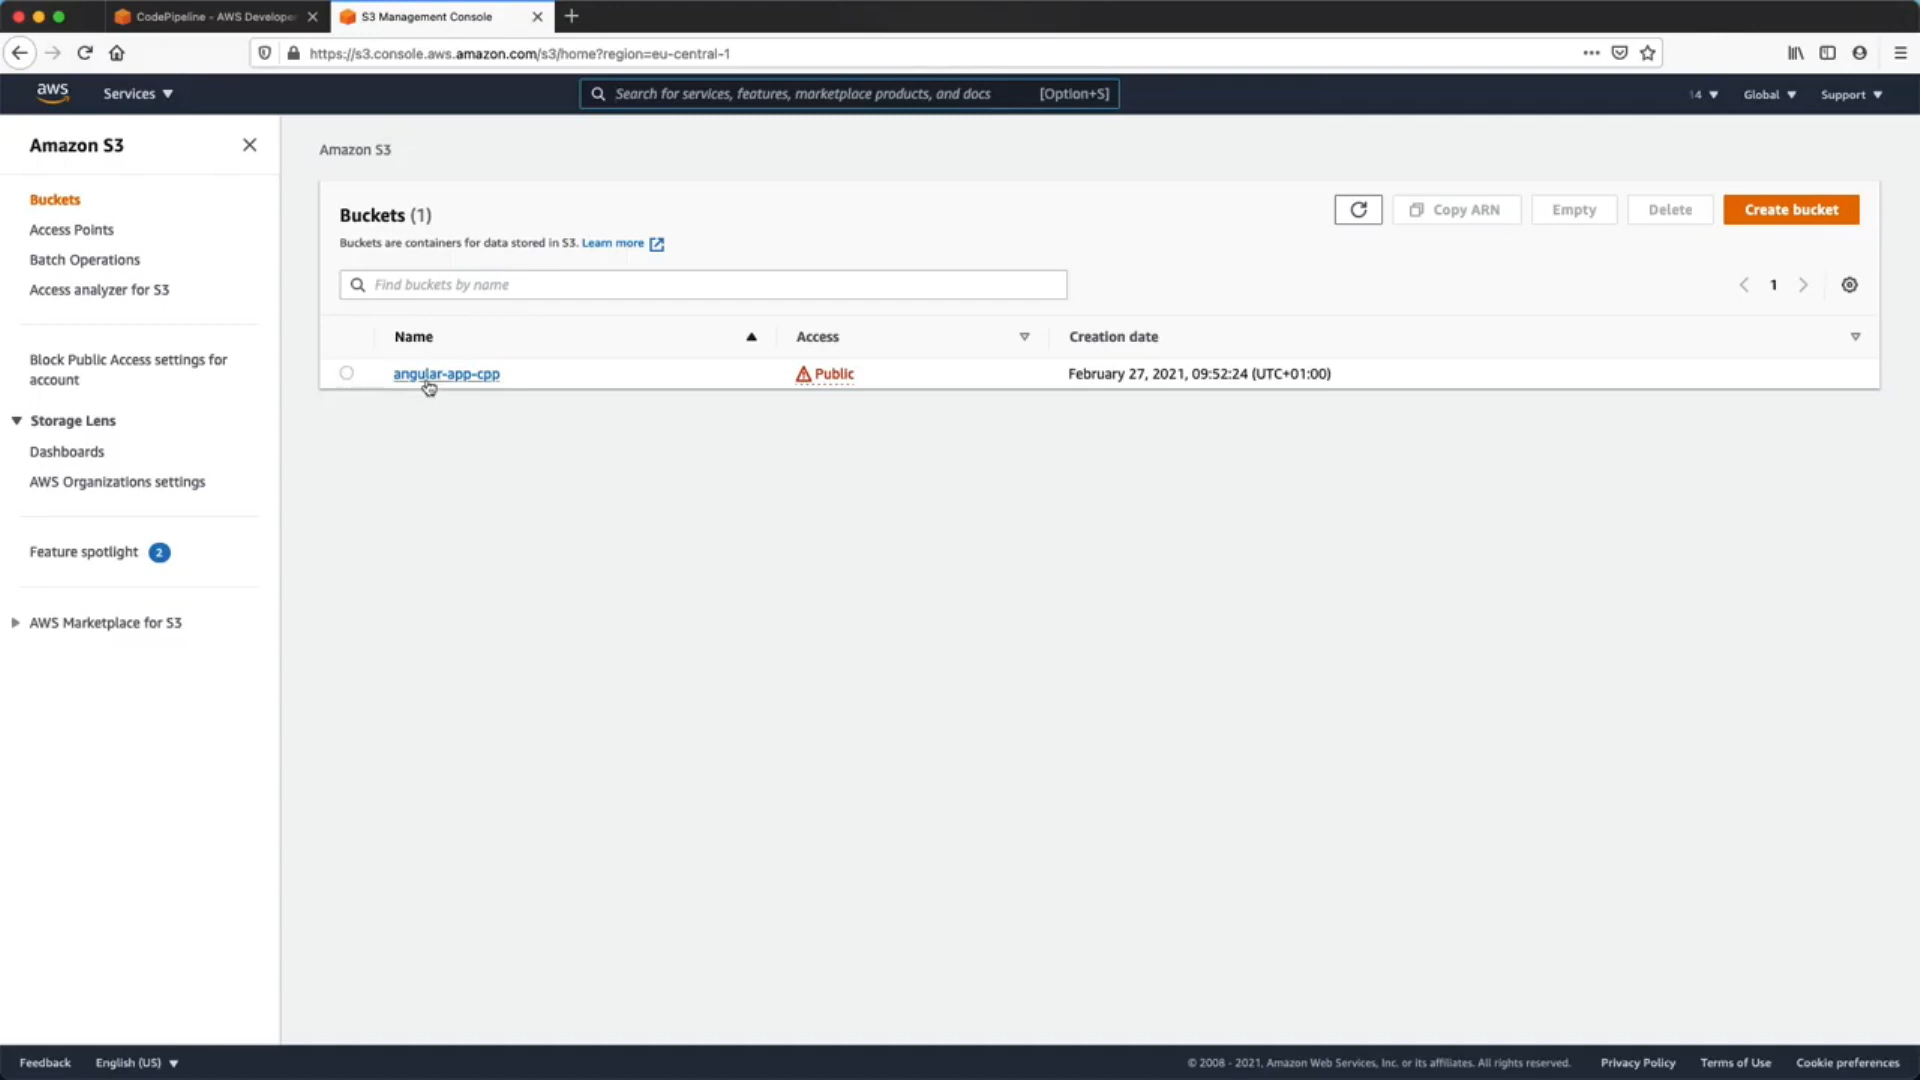 CodePipeline - AWS Developer
S3 Management Console
https://s3.console.aws.amazon.com/s3/home?region=eu-central-1
aws
Services
Search for services, features, marketplace products, and docs
[Option+S]
14
Global
Support
Amazon S3
Buckets
Access Points
Batch Operations
Access analyzer for S3
Block Public Access settings for
account
Storage Lens
Dashboards
AWS Organizations settings
Feature spotlight 2
AWS Marketplace for S3
Amazon S3
Buckets (1)
Copy ARN
Empty
Delete
Create bucket
Buckets are containers for data stored in S3. Learn more
Find buckets by name
1
Name
Access
Creation date
angular-app-cpp
Public
February 27, 2021, 09:52:24 (UTC+01:00)
Feedback
English (US)
© 2008 - 2021, Amazon Web Services, Inc. or its affiliates. All rights reserved.
Privacy Policy
Terms of Use
Cookie preferences